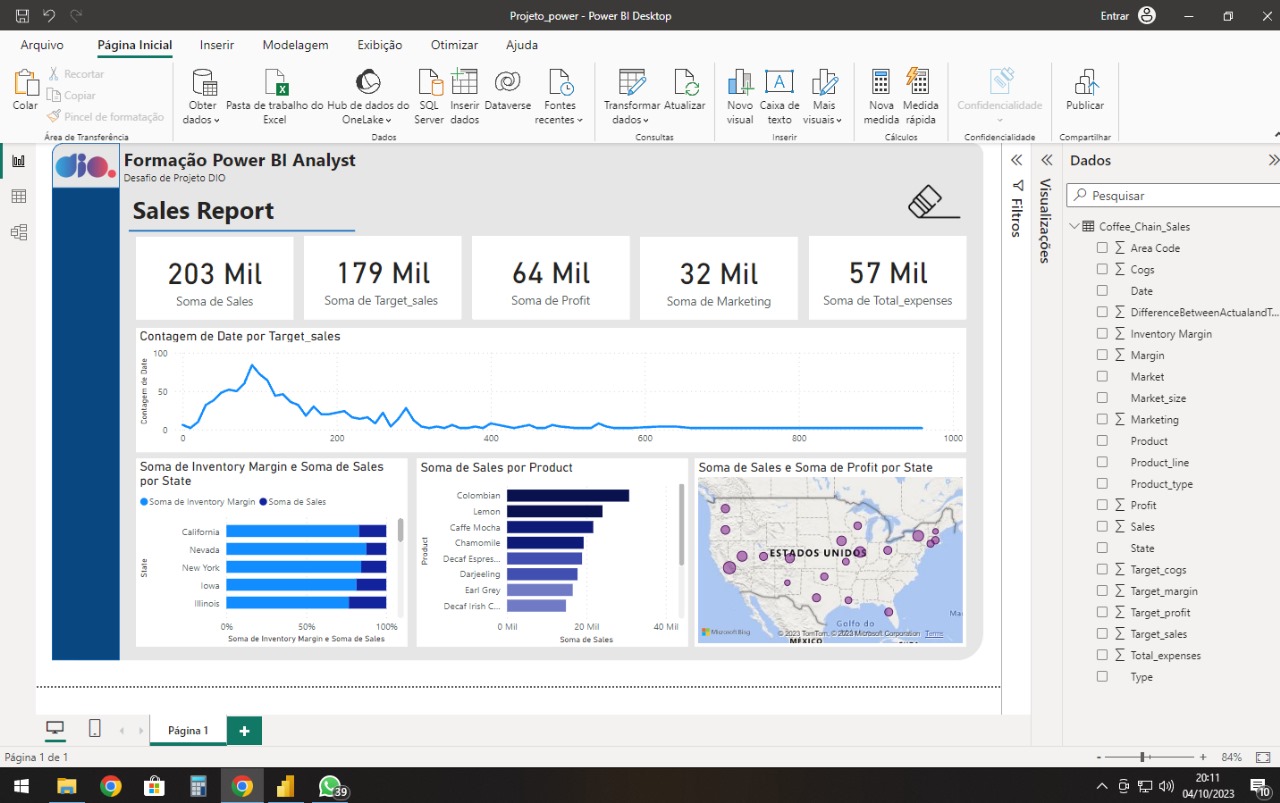 Projeto_power - Power BI Desktop
Entrar
Arquivo
Página Inicial
Inserir
Modelagem
Exibição
Otimizar
Ajuda
Colar
Recortar
Copiar
Pincel de formatação
Área de Transferência
Obter dados
Pasta de trabalho do Excel
Hub de dados do OneLake
SQL Server
Inserir dados
Dataverse
Fontes recentes
Dados
Transformar dados
Atualizar
Consultas
Novo visual
Caixa de texto
Mais visuais
Inserir
Nova medida
Medida rápida
Cálculos
Confidencialidade
Confidencialidade
Publicar
Compartilhar
dio.
Formação Power BI Analyst
Desafio de Projeto DIO
Sales Report
203 Mil
Soma de Sales
179 Mil
Soma de Target_sales
64 Mil
Soma de Profit
32 Mil
Soma de Marketing
57 Mil
Soma de Total_expenses
Contagem de Date por Target_sales
Contagem de Date
100
50
0
0
200
400
600
800
1000
Soma de Inventory Margin e Soma de Sales
por State
Soma de Inventory Margin
Soma de Sales
State
California
Nevada
New York
Iowa
Illinois
0%
50%
100%
Soma de Inventory Margin e Soma de Sales
Soma de Sales por Product
Product
Colombian
Lemon
Caffe Mocha
Chamomile
Decaf Espres...
Darjeeling
Earl Grey
Decaf Irish C...
0 Mil
20 Mil
40 Mil
Soma de Sales
Soma de Sales e Soma de Profit por State
ESTADOS UNIDOS
Golfo do
MÉXICO
Mar
Microsoft Bing
© 2023 TomTom, © 2023 Microsoft Corporation
Terms
Filtros
Visualizações
Dados
Pesquisar
Coffee_Chain_Sales
Area Code
Cogs
Date
DifferenceBetweenActualandT...
Inventory Margin
Margin
Market
Market_size
Marketing
Product
Product_line
Product_type
Profit
Sales
State
Target_cogs
Target_margin
Target_profit
Target_sales
Total_expenses
Type
Página 1
Página 1 de 1
84%
39
20:11
04/10/2023
10